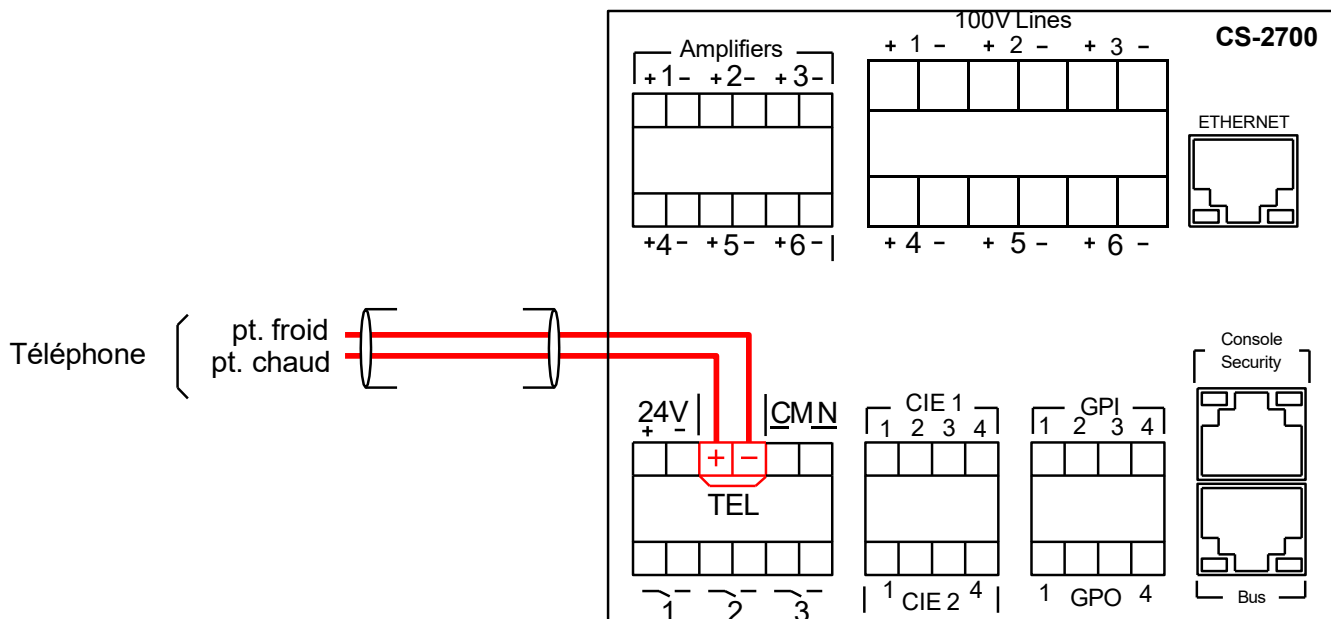 100V Lines
CS-2700
Amplifiers
+1- +2- +3-
+ 1 - + 2 - + 3 -
ETHERNET
+4- +5- +6-
+ 4 - + 5 - + 6 -
Téléphone
pt. froid
pt. chaud
Console
Security
24V
+ -
CMN
CIE 1
1 2 3 4
GPI
1 2 3 4
+ -
TEL
1 2 3
1 CIE 2 4
1 GPO 4
Bus